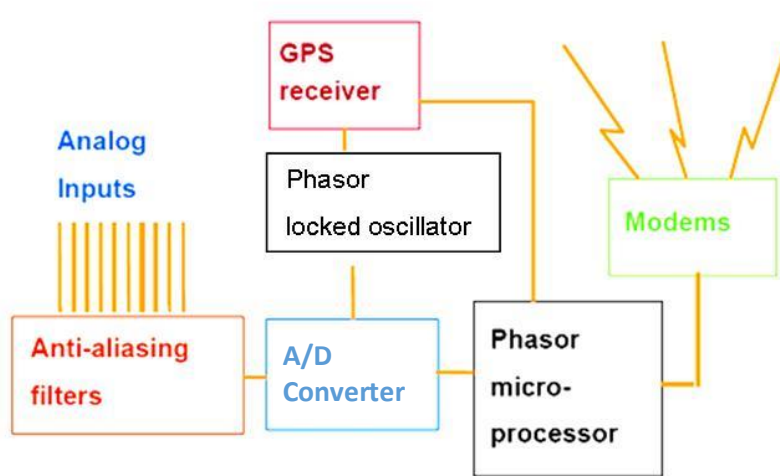 GPS
receiver
Analog
Inputs
Phasor
locked oscillator
Modems
Anti-aliasing
filters
A/D
Converter
Phasor
micro-
processor